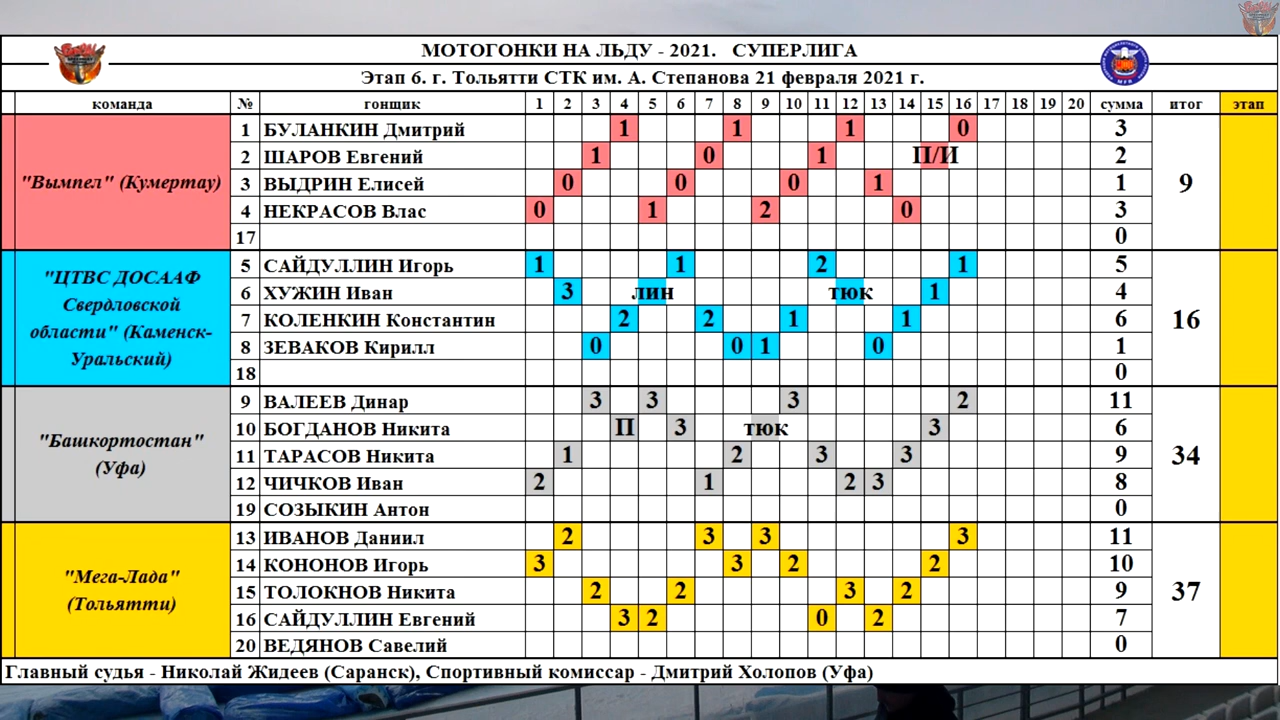 МОТОГОНКИ НА ЛЬДУ - 2021. СУПЕРЛИГА
Этап 6. г. Тольятти СТК им. А. Степанова 21 февраля 2021 г.
команда № гонщик 1 2 3 4 5 6 7 8 9 10 11 12 13 14 15 16 17 18 19 20 сумма итог этап
"Вымпел" (Кумертау) 9
1 БУЛАНКИН Дмитрий 1 1 1 0 3
2 ШАРОВ Евгений 1 0 1 П/И 2
3 ВЫДРИН Елисей 0 0 0 1 1
4 НЕКРАСОВ Влас 0 1 2 0 3
17 0
"ЦТВС ДОСААФ
Свердловской
области" (Каменск-
Уральский) 16
5 САЙДУЛЛИН Игорь 1 1 2 1 5
6 ХУЖИН Иван 3 лин тюк 1 4
7 КОЛЕНКИН Константин 2 2 1 1 6
8 ЗЕВАКОВ Кирилл 0 0 1 0 1
18 0
"Башкортостан"
(Уфа) 34
9 ВАЛЕЕВ Динар 3 3 3 2 11
10 БОГДАНОВ Никита П 3 тюк 3 6
11 ТАРАСОВ Никита 1 2 3 3 9
12 ЧИЧКОВ Иван 2 1 2 3 8
19 СОЗЫКИН Антон 0
"Мега-Лада"
(Тольятти) 37
13 ИВАНОВ Даниил 2 3 3 3 11
14 КОНОНОВ Игорь 3 3 2 2 10
15 ТОЛОКНОВ Никита 2 2 3 2 9
16 САЙДУЛЛИН Евгений 3 2 0 2 7
20 ВЕДЯНОВ Савелий 0
Главный судья - Николай Жидеев (Саранск), Спортивный комиссар - Дмитрий Холопов (Уфа)